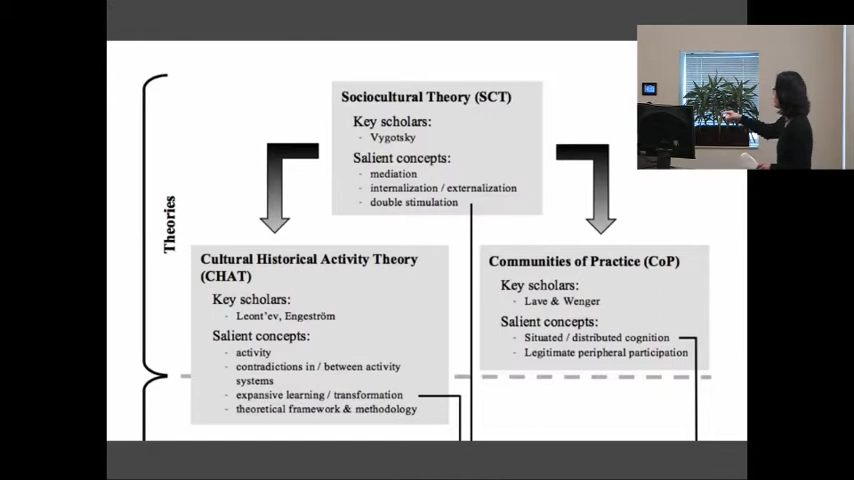 Theories
Sociocultural Theory (SCT)
Key scholars:
- Vygotsky
Salient concepts:
- mediation
- internalization / externalization
- double stimulation
Cultural Historical Activity Theory
(CHAT)
Key scholars:
- Leont'ev, Engeström
Salient concepts:
- activity
- contradictions in / between activity
systems
- expansive learning / transformation
- theoretical framework & methodology
Communities of Practice (CoP)
Key scholars:
- Lave & Wenger
Salient concepts:
- Situated / distributed cognition
- Legitimate peripheral participation